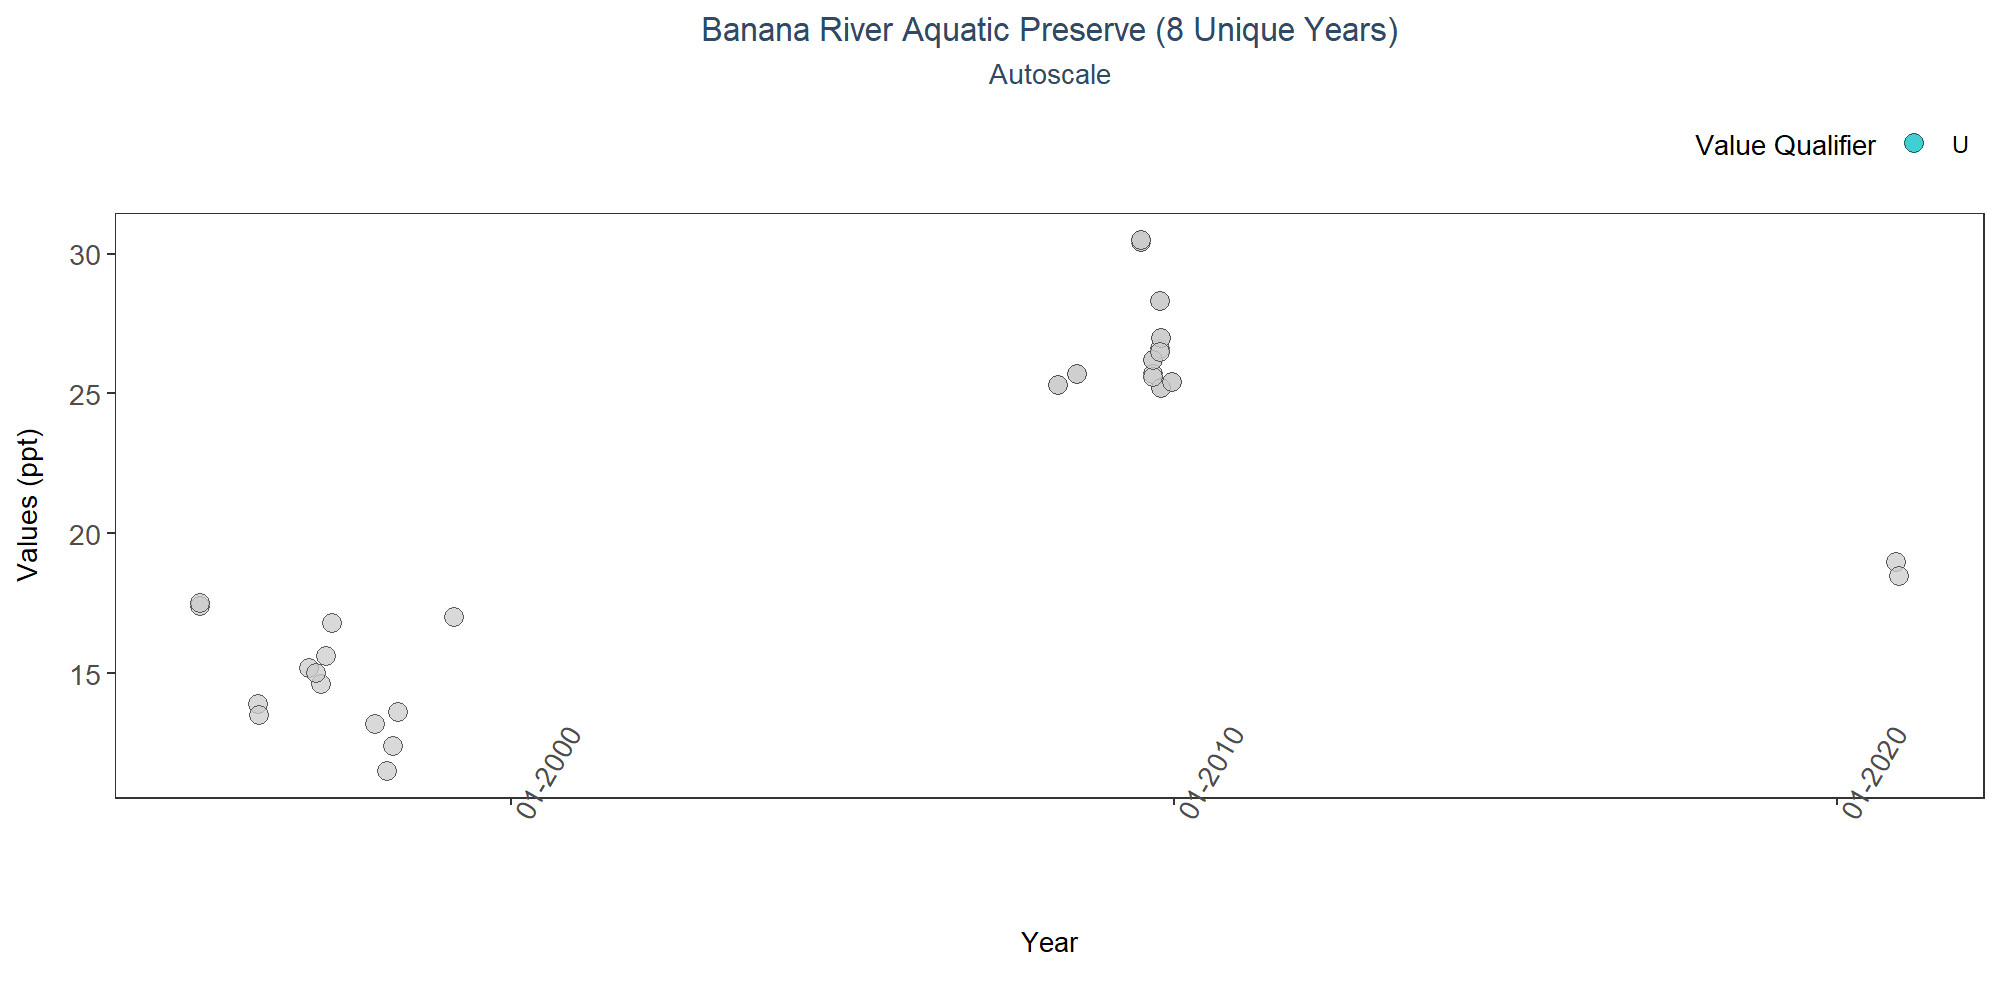 Banana River Aquatic Preserve (8 Unique Years)
Autoscale
Value Qualifier U
30
25
20
15
Values (ppt)
01-2000
01-2010
01-2020
Year